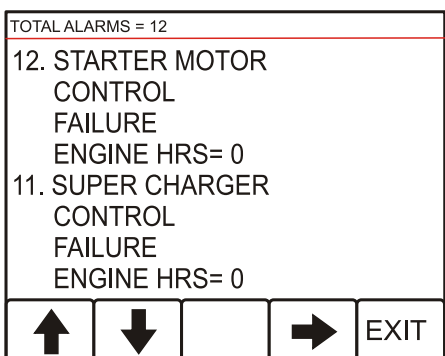 TOTAL ALARMS = 12
12. STARTER MOTOR
CONTROL
FAILURE
ENGINE HRS= 0
11. SUPER CHARGER
CONTROL
FAILURE
ENGINE HRS= 0
EXIT